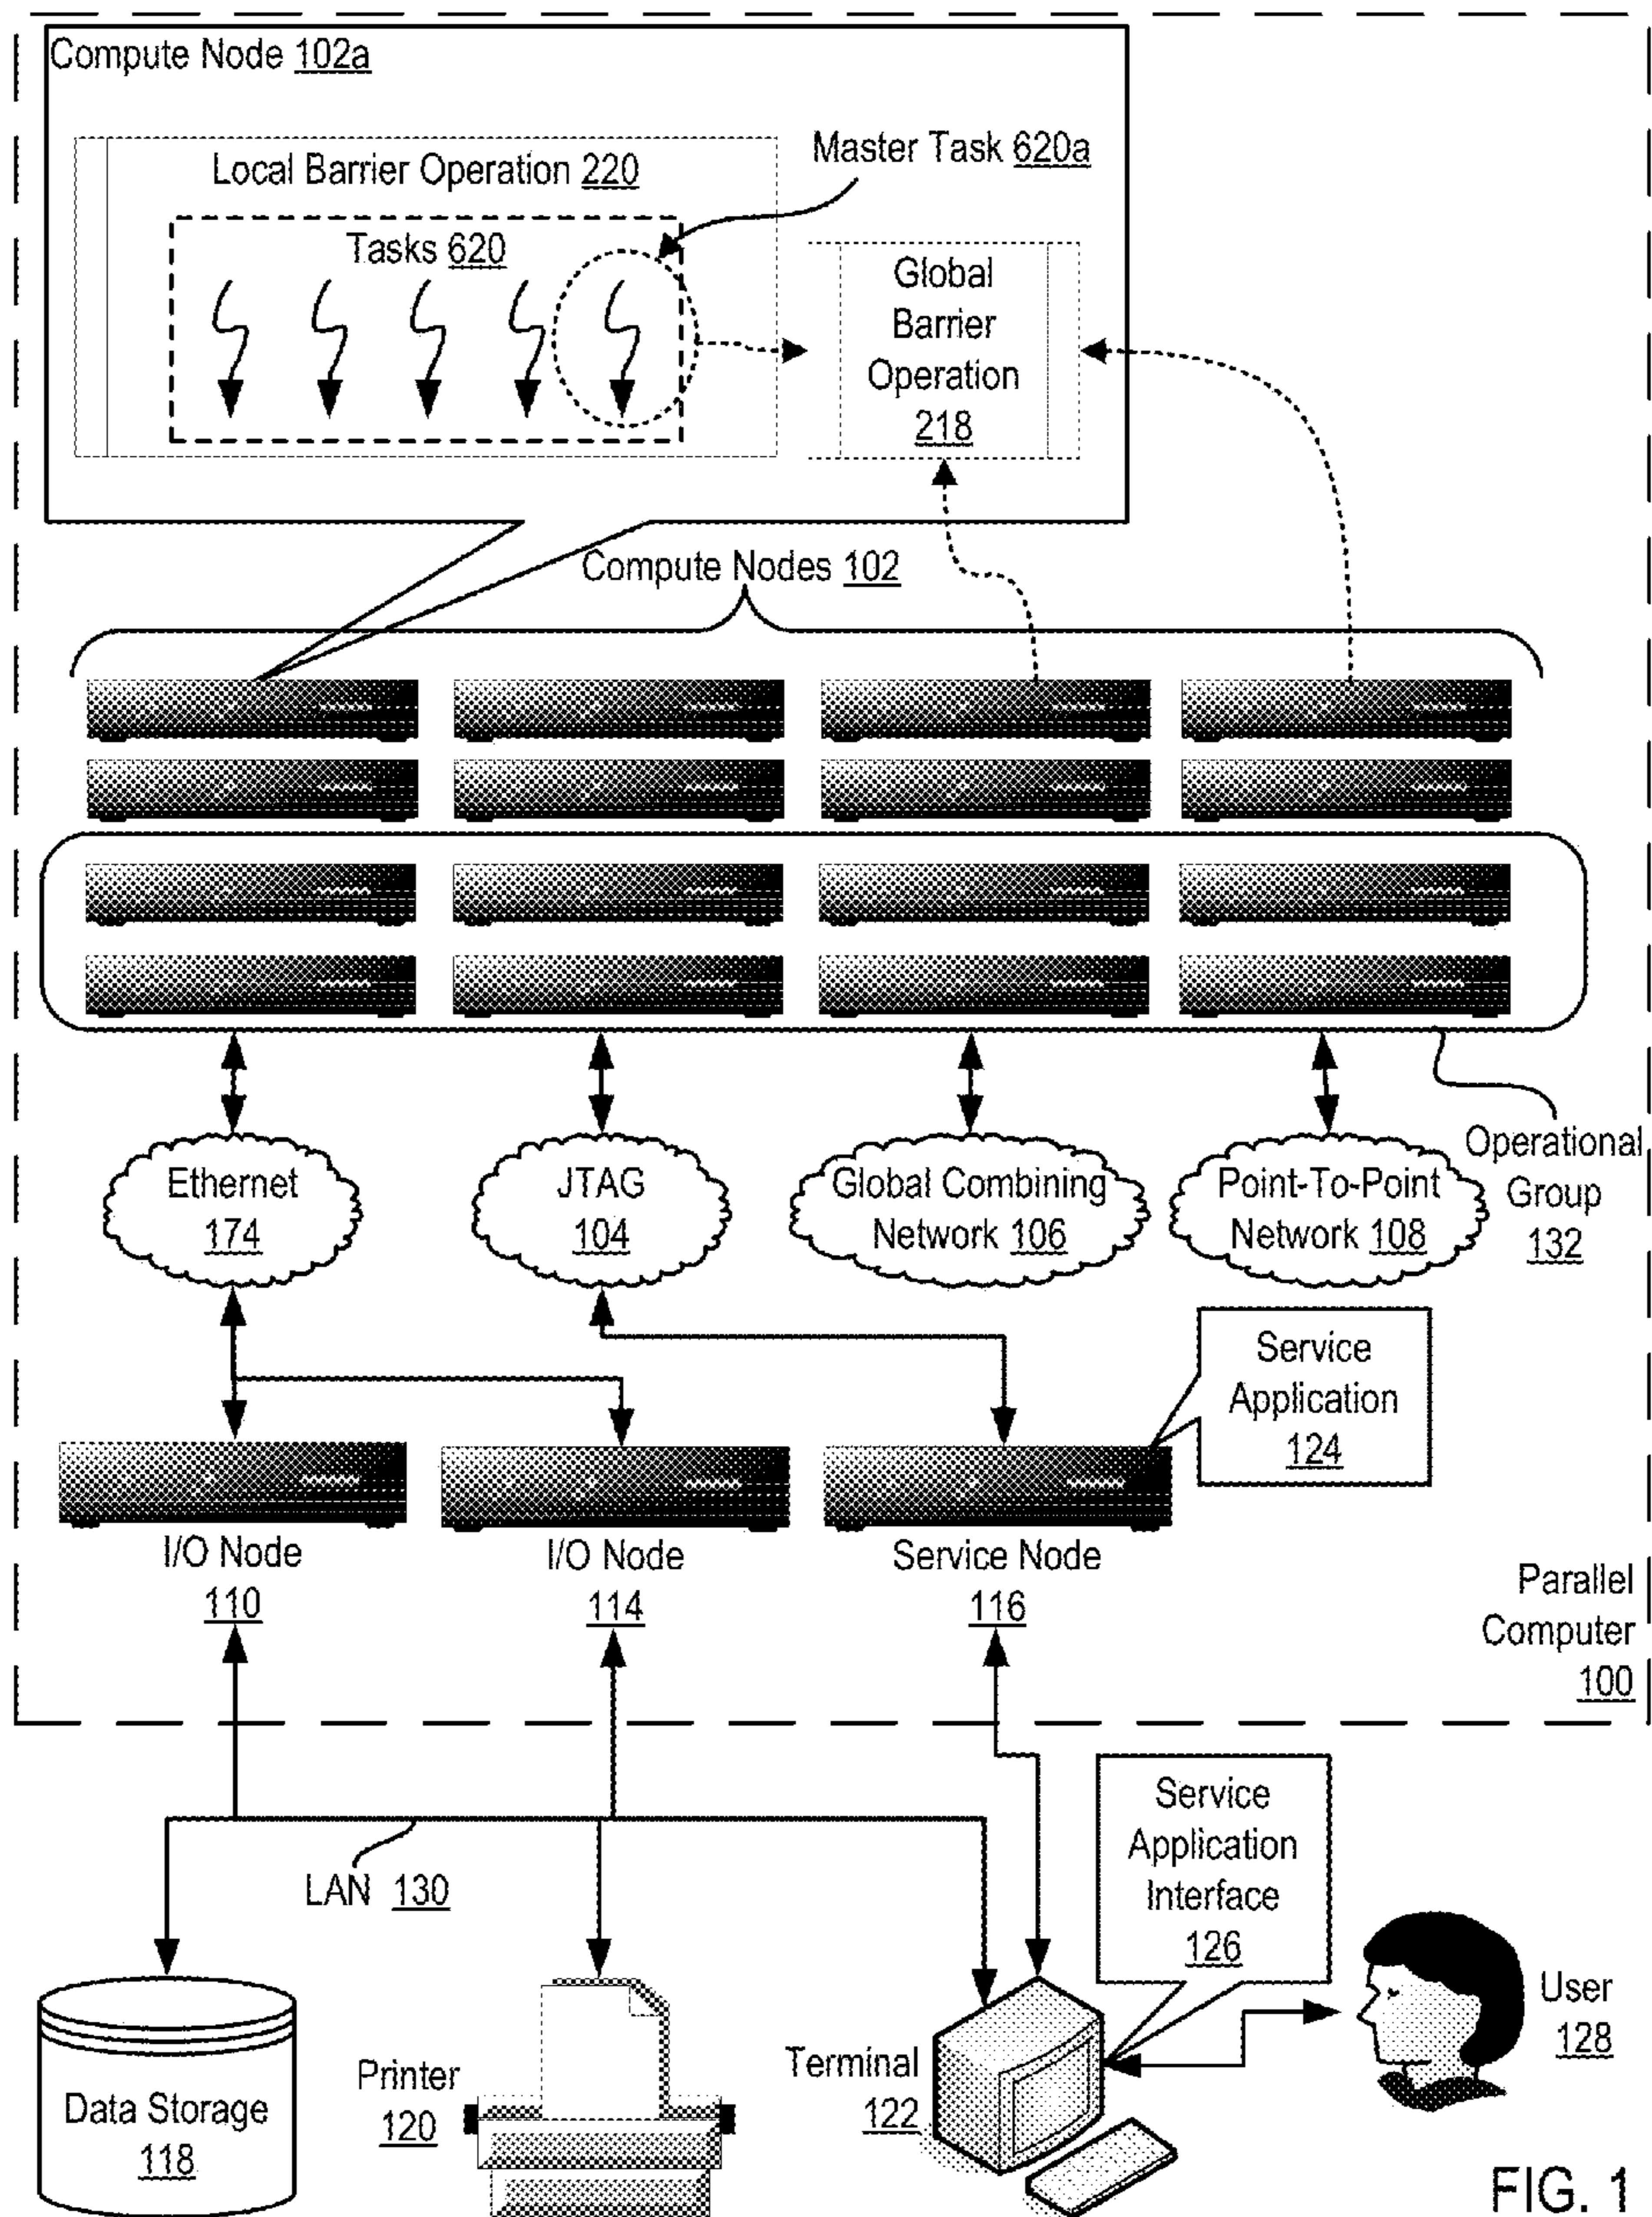 Compute Node 102a
Local Barrier Operation 220
Master Task 620a
Tasks 620
Global
Barrier
Operation
218
Compute Nodes 102
Ethernet
174
JTAG
104
Global Combining
Network 106
Point-To-Point
Network 108
Operational
Group
132
Service
Application
124
I/O Node
110
I/O Node
114
Service Node
116
Parallel
Computer
100
LAN 130
Service
Application
Interface
126
Data Storage
118
Printer
120
Terminal
122
User
128
FIG. 1